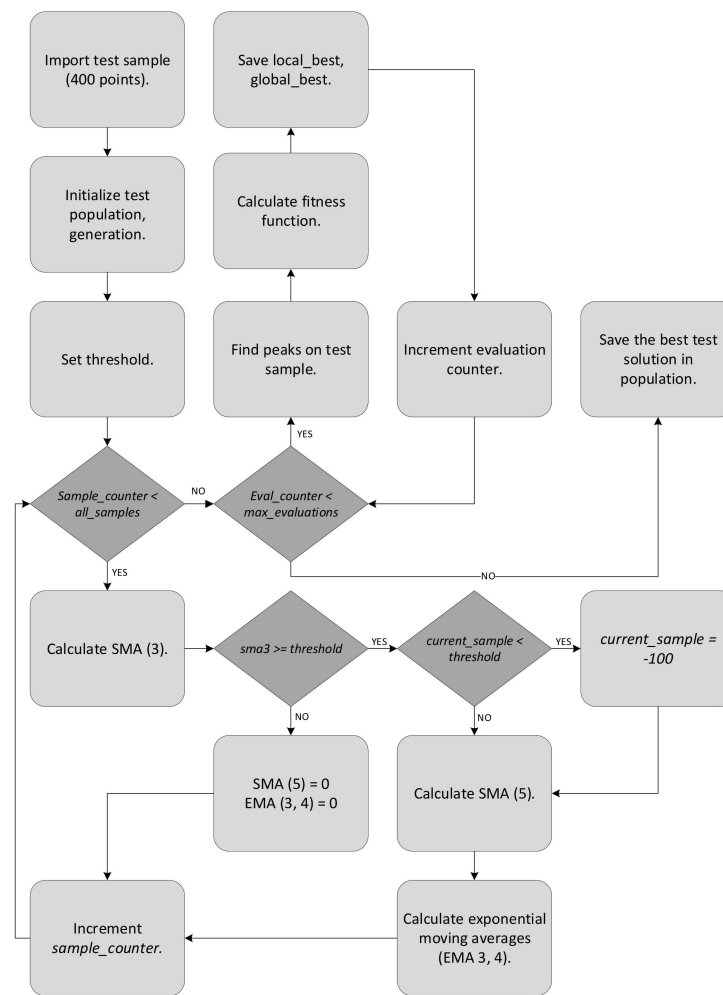 Import test sample
(400 points).
Save local_best,
global_best.
Initialize test
population,
generation.
Calculate fitness
function.
Set threshold.
Find peaks on test
sample.
Increment evaluation
counter.
Save the best test
solution in
population.
YES
Sample_counter <
all_samples
NO
Eval_counter <
max_evaluations
YES
NO
Calculate SMA (3).
sma3 >= threshold
YES
current_sample <
threshold
YES
current_sample =
-100
NO
NO
SMA (5) = 0
EMA (3, 4) = 0
Calculate SMA (5).
Increment
sample_counter.
Calculate exponential
moving averages
(EMA 3, 4).